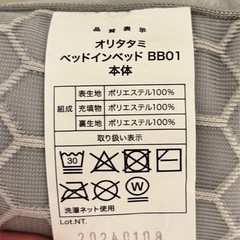 品質表示
オリタタミ
ベッドインベッド BB01
本体
組成 表生地 ポリエステル100%
充填物 ポリエステル100%
裏生地 ポリエステル100%
取り扱い表示
30
W
洗濯ネット使用
Lot.NT.
20240108